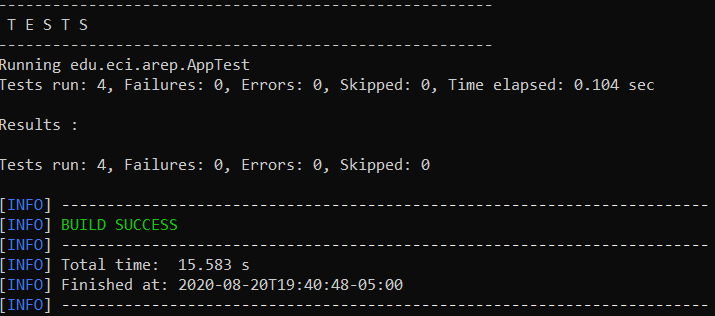 -------------------------------------------------------
 T E S T S
-------------------------------------------------------
Running edu.eci.arep.AppTest
Tests run: 4, Failures: 0, Errors: 0, Skipped: 0, Time elapsed: 0.104 sec

Results :

Tests run: 4, Failures: 0, Errors: 0, Skipped: 0

[INFO] ------------------------------------------------------------------------
[INFO] BUILD SUCCESS
[INFO] ------------------------------------------------------------------------
[INFO] Total time:  15.583 s
[INFO] Finished at: 2020-08-20T19:40:48-05:00
[INFO] ------------------------------------------------------------------------